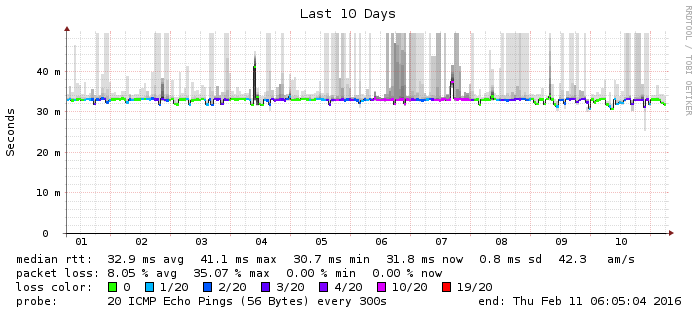 Last 10 Days
RRDTOOL / TOBI OETIKER
Seconds
40 m
30 m
20 m
10 m
0
01 02 03 04 05 06 07 08 09 10
median rtt: 32.9 ms avg 41.1 ms max 30.7 ms min 31.8 ms now 0.8 ms sd 42.3 am/s
packet loss: 8.05 % avg 35.07 % max 0.00 % min 0.00 % now
loss color: 0 1/20 2/20 3/20 4/20 10/20 19/20
probe: 20 ICMP Echo Pings (56 Bytes) every 300s end: Thu Feb 11 06:05:04 2016